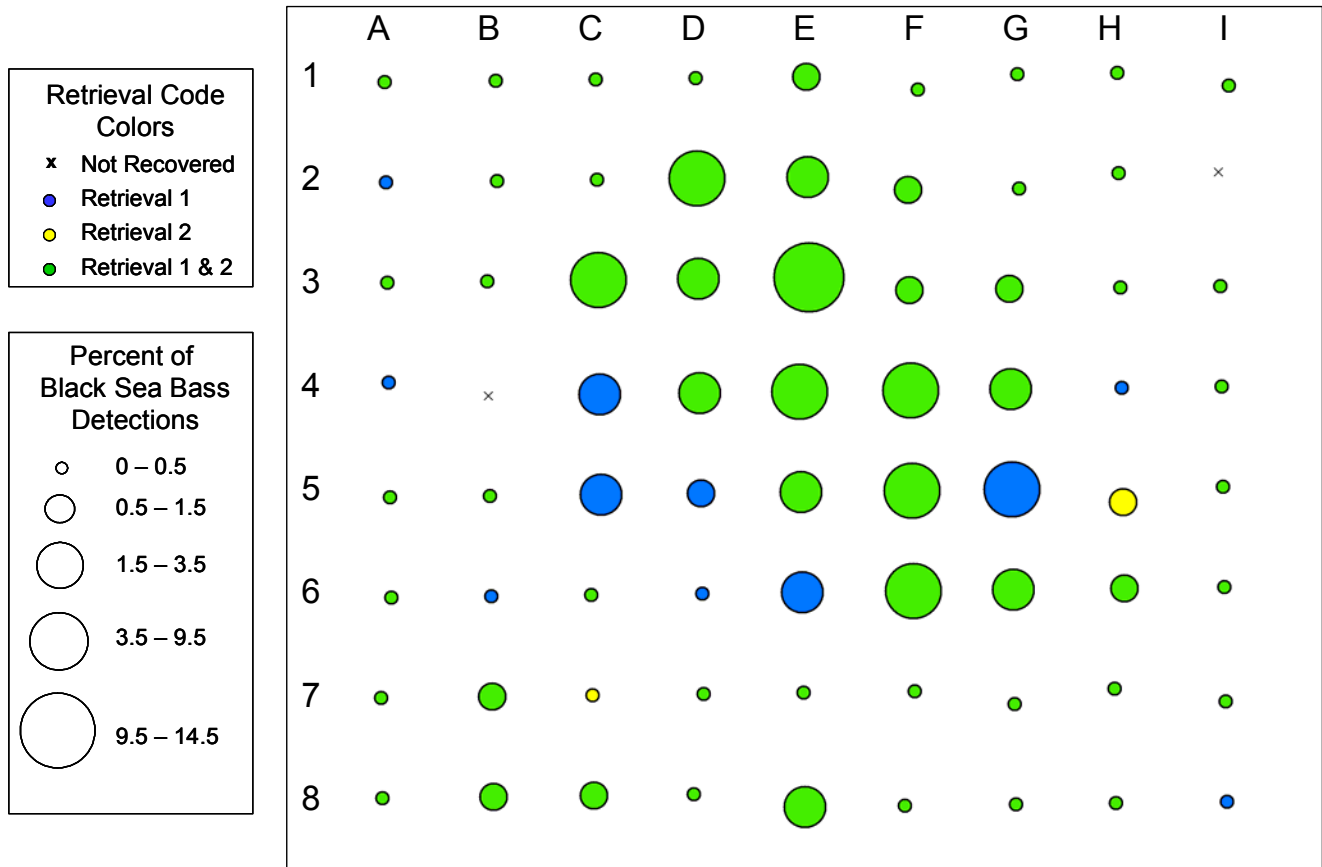 Retrieval Code
Colors
x Not Recovered
Retrieval 1
Retrieval 2
Retrieval 1 & 2
Percent of
Black Sea Bass
Detections
0 – 0.5
0.5 – 1.5
1.5 – 3.5
3.5 – 9.5
9.5 – 14.5
A B C D E F G H I
1
2
3
4
5
6
7
8